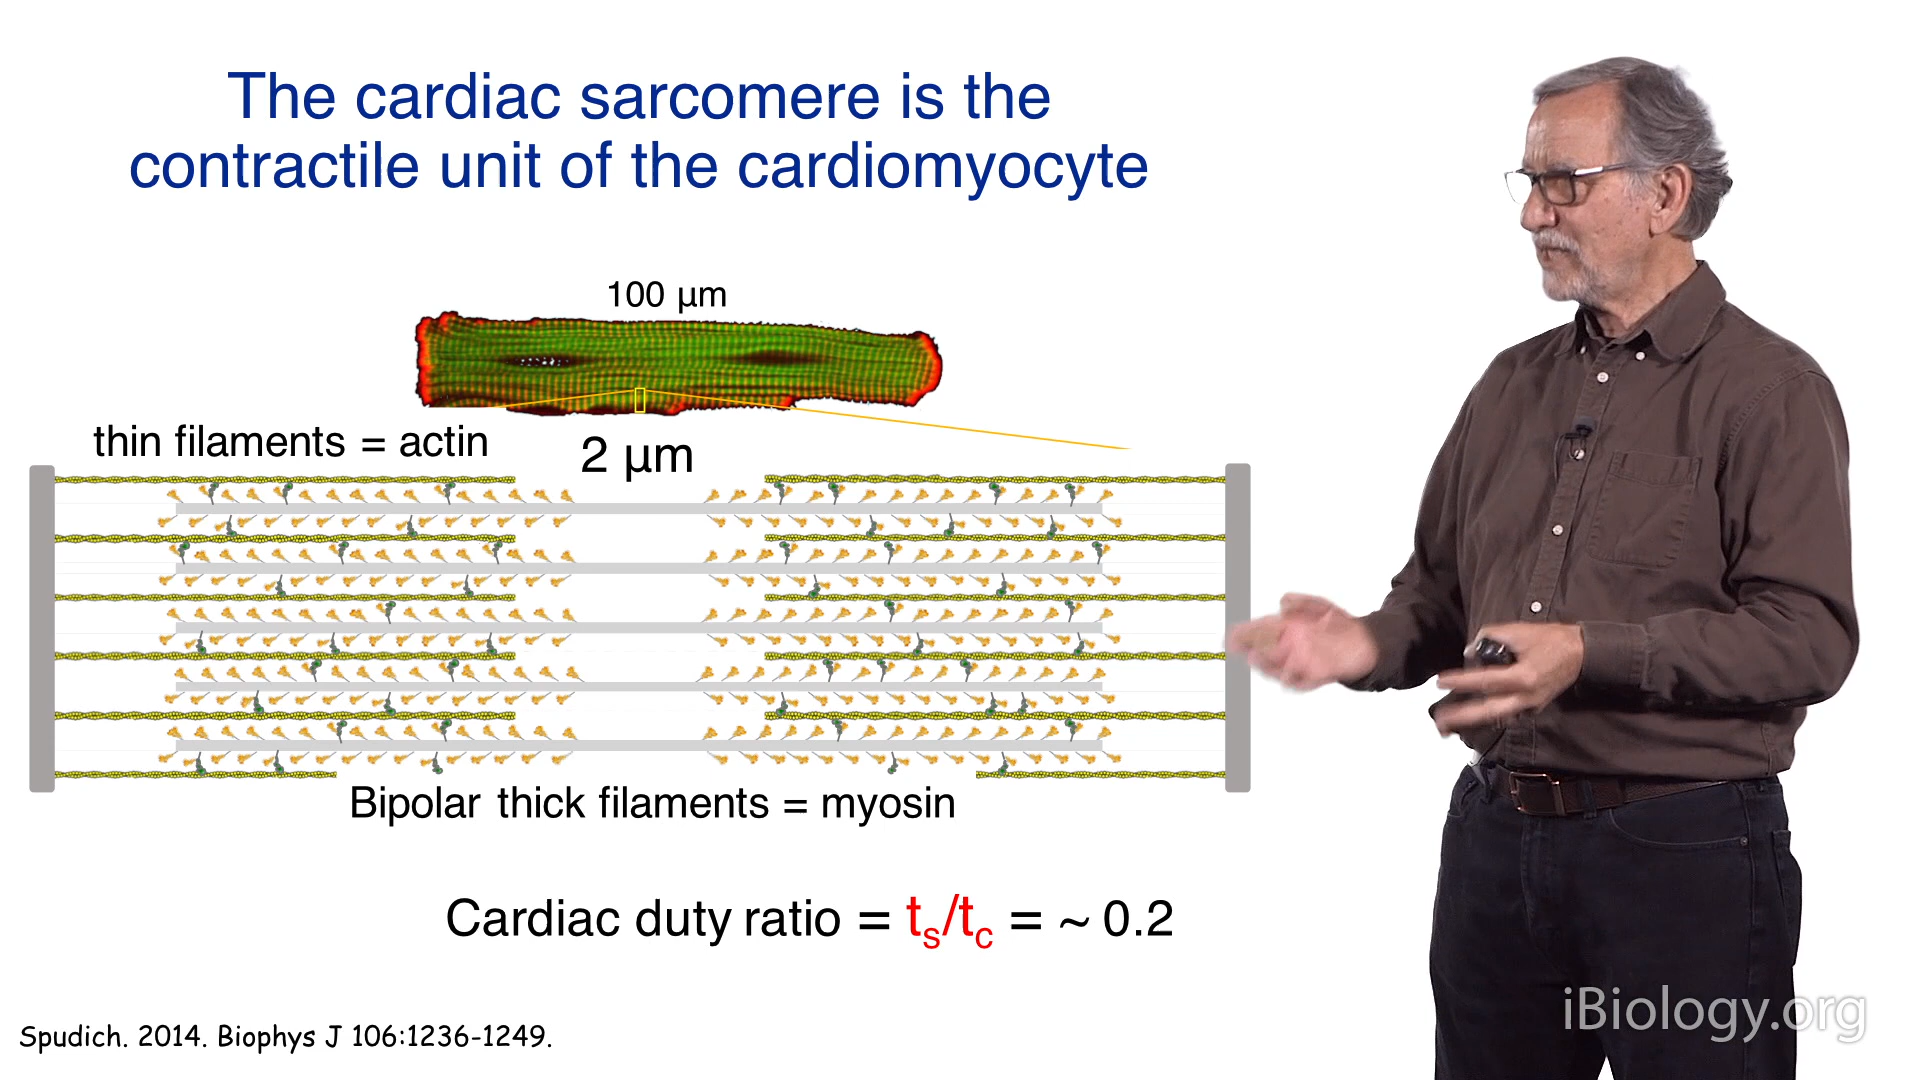 The cardiac sarcomere is the
contractile unit of the cardiomyocyte
100 µm
thin filaments = actin
2 µm
Bipolar thick filaments = myosin
Cardiac duty ratio = ts/tc = ~ 0.2
iBiology.org
Spudich. 2014. Biophys J 106:1236-1249.